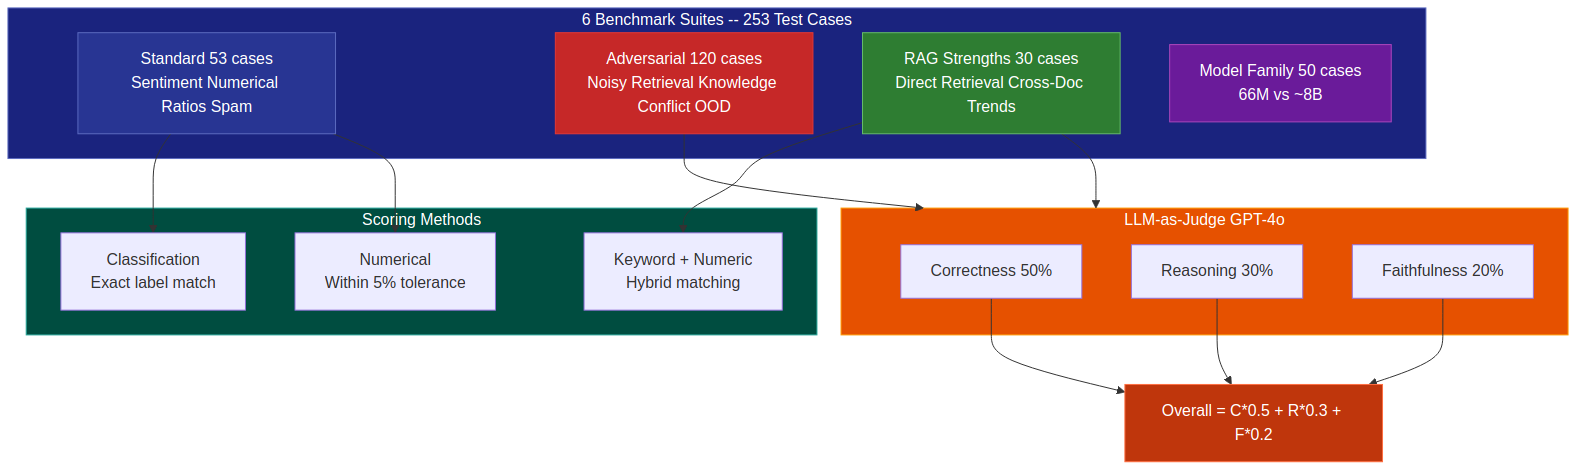 6 Benchmark Suites -- 253 Test Cases
Standard 53 cases
Sentiment Numerical
Ratios Spam
Adversarial 120 cases
Noisy Retrieval Knowledge
Conflict OOD
RAG Strengths 30 cases
Direct Retrieval Cross-Doc
Trends
Model Family 50 cases
66M vs ~8B
Scoring Methods
Classification
Exact label match
Numerical
Within 5% tolerance
Keyword + Numeric
Hybrid matching
LLM-as-Judge GPT-4o
Correctness 50%
Reasoning 30%
Faithfulness 20%
Overall = C*0.5 + R*0.3 +
F*0.2